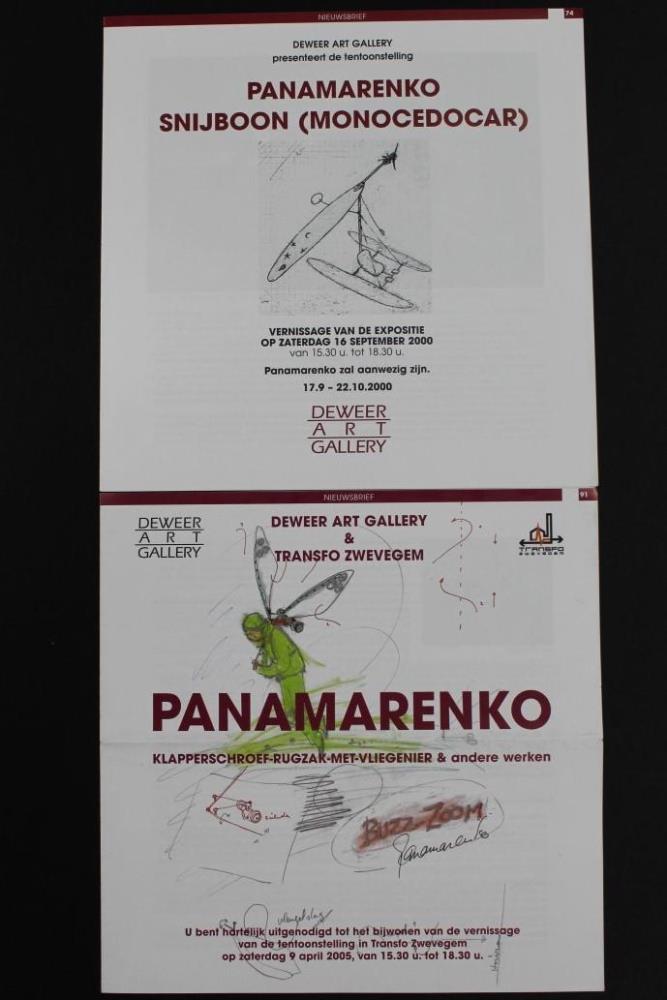 NIEUWSBRIEF
74
DEWEER ART GALLERY
presenteert de tentoonstelling
PANAMARENKO
SNIJBOON (MONOCEDOCAR)
VERNISSAGE VAN DE EXPOSITIE
OP ZATERDAG 16 SEPTEMBER 2000
van 15.30 u. tot 18.30 u.
Panamarenko zal aanwezig zijn.
17.9 – 22.10.2000
DEWEER
ART
GALLERY
NIEUWSBRIEF
91
DEWEER
ART
GALLERY
DEWEER ART GALLERY
&
TRANSFO ZWEVEGEM
TRANSFO
ZWEVEGEM
PANAMARENKO
KLAPPERSCHROEF-RUGZAK-MET-VLIEGENIER & andere werken
BUZZ-ZOOM
Panamarenko
vleugelslag
U bent hartelijk uitgenodigd tot het bijwonen van de vernissage
van de tentoonstelling in Transfo Zwevegem
op zaterdag 9 april 2005, van 15.30 u. tot 18.30 u.